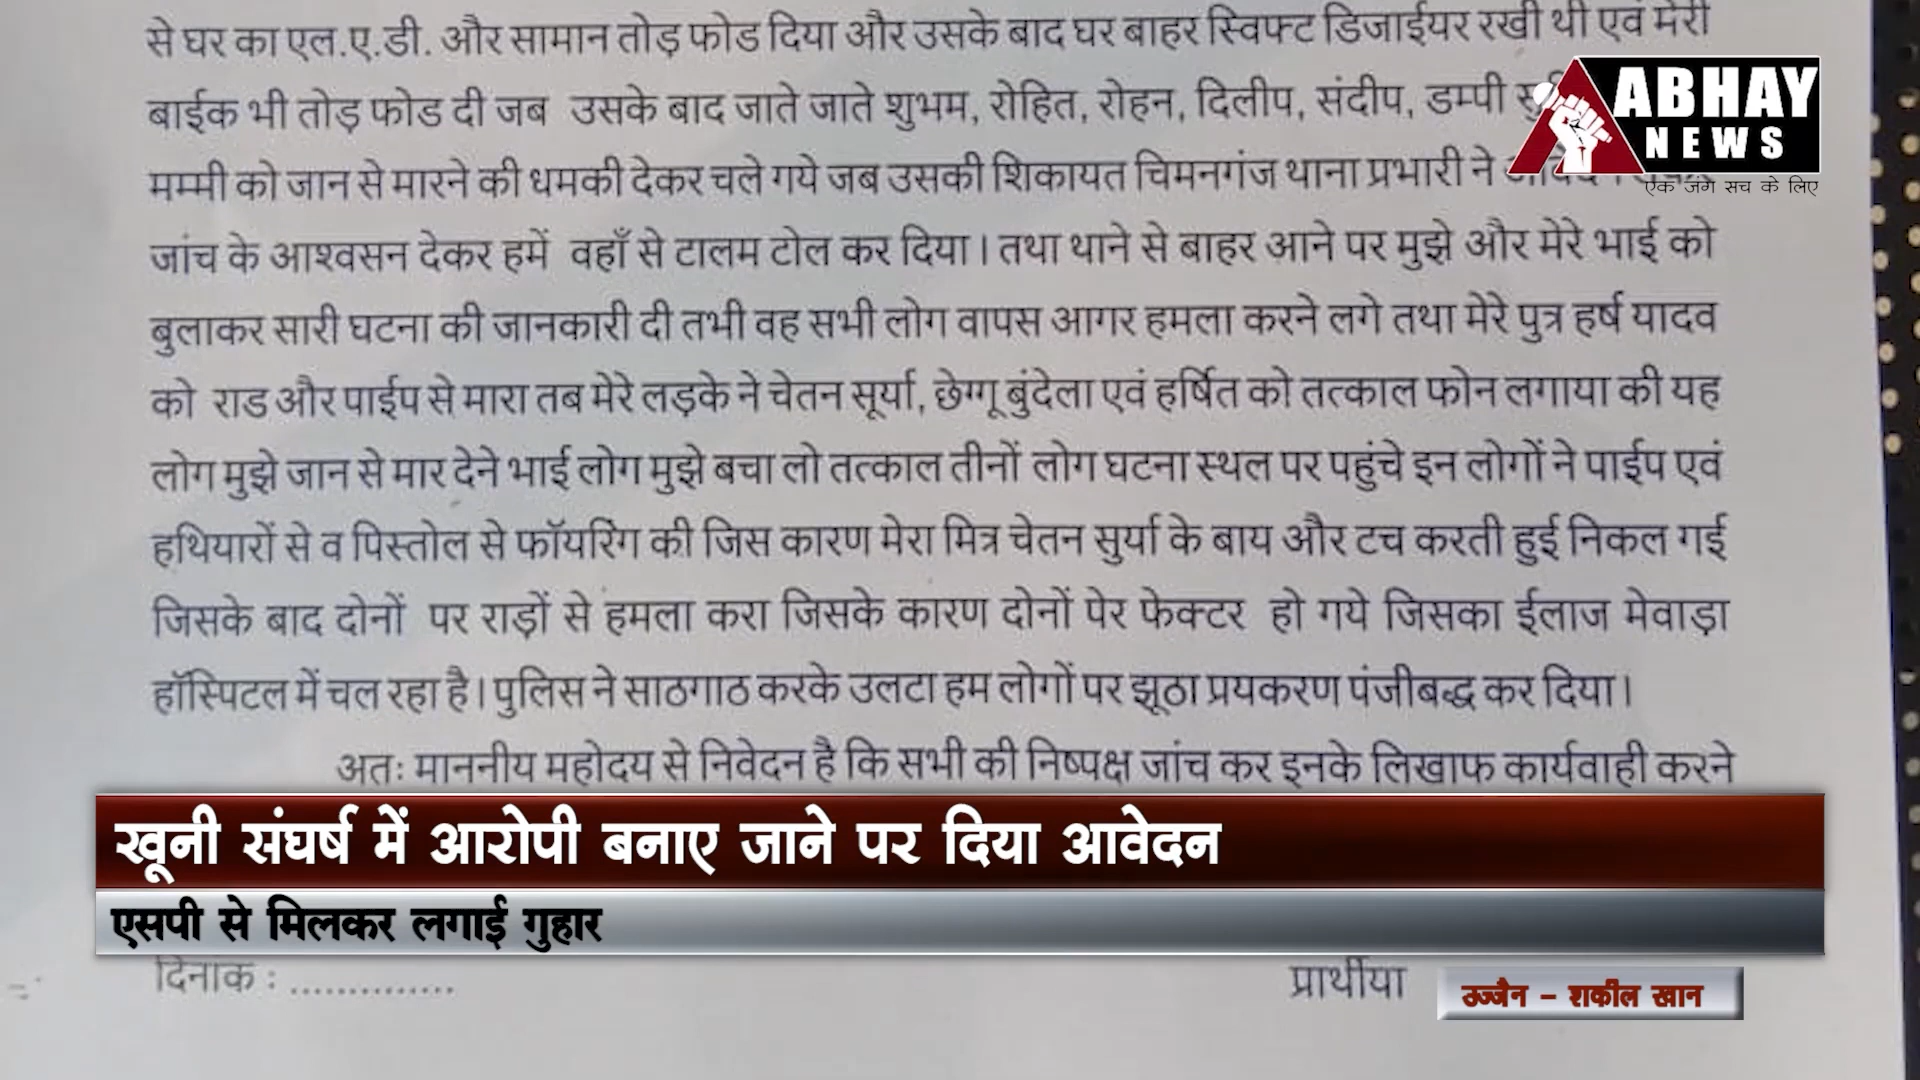 से घर का एल.ए.डी. और सामान तोड़ फोड दिया और उसके बाद घर बाहर स्विफ्ट डिजाईयर रखी थी एवं मेरी
बाईक भी तोड़ फोड दी जब उसके बाद जाते जाते शुभम, रोहित, रोहन, दिलीप, संदीप, डम्पी
मम्मी को जान से मारने की धमकी देकर चले गये जब उसकी शिकायत चिमनगंज थाना प्रभारी ने
जांच के आश्वसन देकर हमें वहाँ से टालम टोल कर दिया। तथा थाने से बाहर आने पर मुझे और मेरे भाई को
बुलाकर सारी घटना की जानकारी दी तभी वह सभी लोग वापस आगर हमला करने लगे तथा मेरे पुत्र हर्ष यादव
को राड और पाईप से मारा तब मेरे लड़के ने चेतन सूर्या, छेग्गू बुंदेला एवं हर्षित को तत्काल फोन लगाया की यह
लोग मुझे जान से मार देने भाई लोग मुझे बचा लो तत्काल तीनों लोग घटना स्थल पर पहुंचे इन लोगों ने पाईप एवं
हथियारों से व पिस्तोल से फॉयरिंग की जिस कारण मेरा मित्र चेतन सुर्या के बाय और टच करती हुई निकल गई
जिसके बाद दोनों पर राड़ों से हमला करा जिसके कारण दोनों पेर फेक्टर हो गये जिसका ईलाज मेवाड़ा
हॉस्पिटल में चल रहा है। पुलिस ने साठगाठ करके उलटा हम लोगों पर झूठा प्रयकरण पंजीबद्ध कर दिया।
अतः माननीय महोदय से निवेदन है कि सभी की निष्पक्ष जांच कर इनके लिखाफ कार्यवाही करने
ABHAY
NEWS
एक जंग सच के लिए
खूनी संघर्ष में आरोपी बनाए जाने पर दिया आवेदन
एसपी से मिलकर लगाई गुहार
दिनाक : ..............
प्रार्थीया
उज्जैन - शकील खान